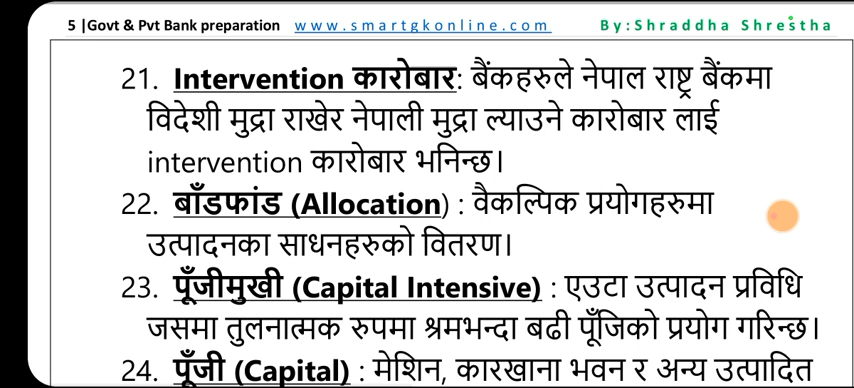 5 |Govt & Pvt Bank preparation www.smartgkonline.com By:Shraddha Shrestha
21. Intervention कारोबार: बैंकहरुले नेपाल राष्ट्र बैंकमा
विदेशी मुद्रा राखेर नेपाली मुद्रा ल्याउने कारोबार लाई
intervention कारोबार भनिन्छ।
22. बाँडफांड (Allocation) : वैकल्पिक प्रयोगहरुमा
उत्पादनका साधनहरुको वितरण।
23. पूँजीमुखी (Capital Intensive) : एउटा उत्पादन प्रविधि
जसमा तुलनात्मक रुपमा श्रमभन्दा बढी पूँजिको प्रयोग गरिन्छ।
24. पूँजी (Capital) : मेशिन, कारखाना भवन र अन्य उत्पादित